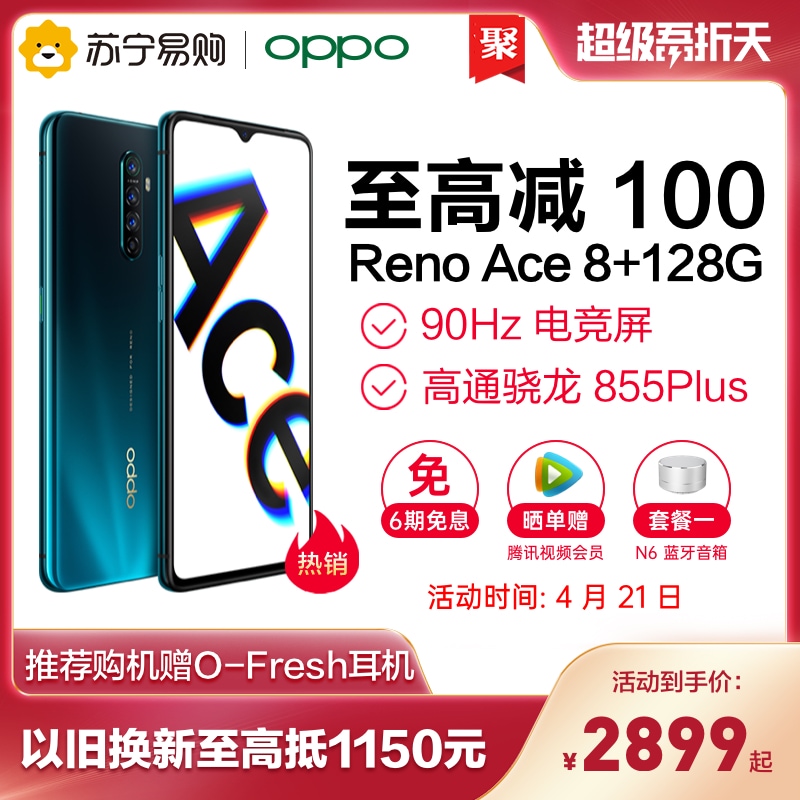 苏宁易购
oppo
聚
超级吾折天
至高减 100
Reno Ace 8+128G
90Hz 电竞屏
高通骁龙 855Plus
Ace
oppo
免
6期免息
晒单赠
腾讯视频会员
套餐一
N6 蓝牙音箱
热销
活动时间: 4 月 21 日
推荐购机赠O-Fresh耳机
以旧换新至高抵1150元
活动到手价:
¥2899起